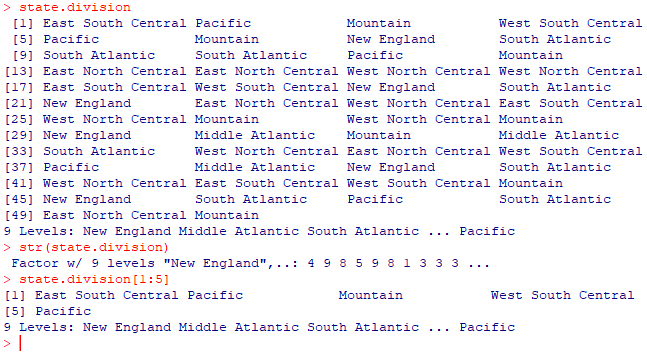 > state.division
 [1] East South Central Pacific            Mountain           West South Central
 [5] Pacific            Mountain           New England        South Atlantic
 [9] South Atlantic     South Atlantic     Pacific            Mountain
[13] East North Central East North Central West North Central West North Central
[17] East South Central West South Central New England        South Atlantic
[21] New England        East North Central West North Central East South Central
[25] West North Central Mountain           West North Central Mountain
[29] New England        Middle Atlantic    Mountain           Middle Atlantic
[33] South Atlantic     West North Central East North Central West South Central
[37] Pacific            Middle Atlantic    New England        South Atlantic
[41] West North Central East South Central West South Central Mountain
[45] New England        South Atlantic     Pacific            South Atlantic
[49] East North Central Mountain
9 Levels: New England Middle Atlantic South Atlantic ... Pacific
> str(state.division)
 Factor w/ 9 levels "New England",..: 4 9 8 5 9 8 1 3 3 3 ...
> state.division[1:5]
[1] East South Central Pacific            Mountain           West South Central
[5] Pacific
9 Levels: New England Middle Atlantic South Atlantic ... Pacific
>